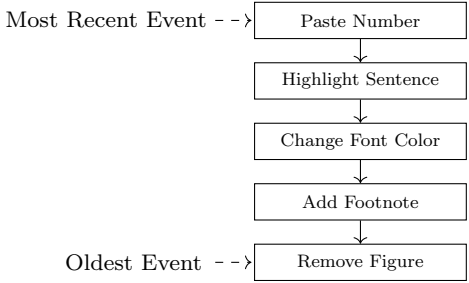 Most Recent Event
Paste Number
Highlight Sentence
Change Font Color
Add Footnote
Oldest Event
Remove Figure